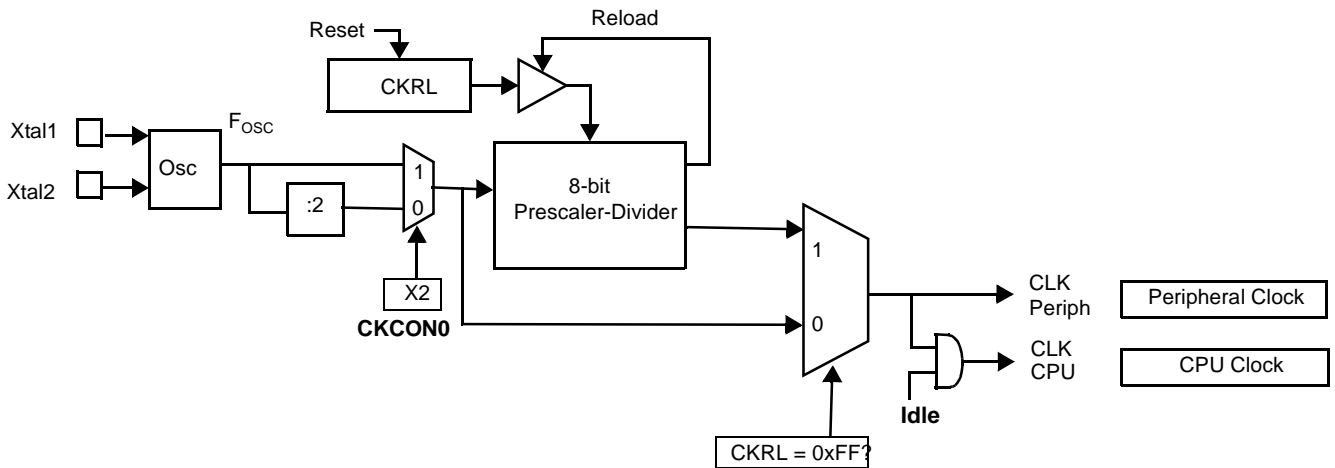 Reload
Reset
CKRL
Xtal1
FOSC
Osc
Xtal2
:2
1
0
8-bit
Prescaler-Divider
X2
CKCON0
1
0
CLK
Periph
Peripheral Clock
CLK
CPU
CPU Clock
Idle
CKRL = 0xFF?